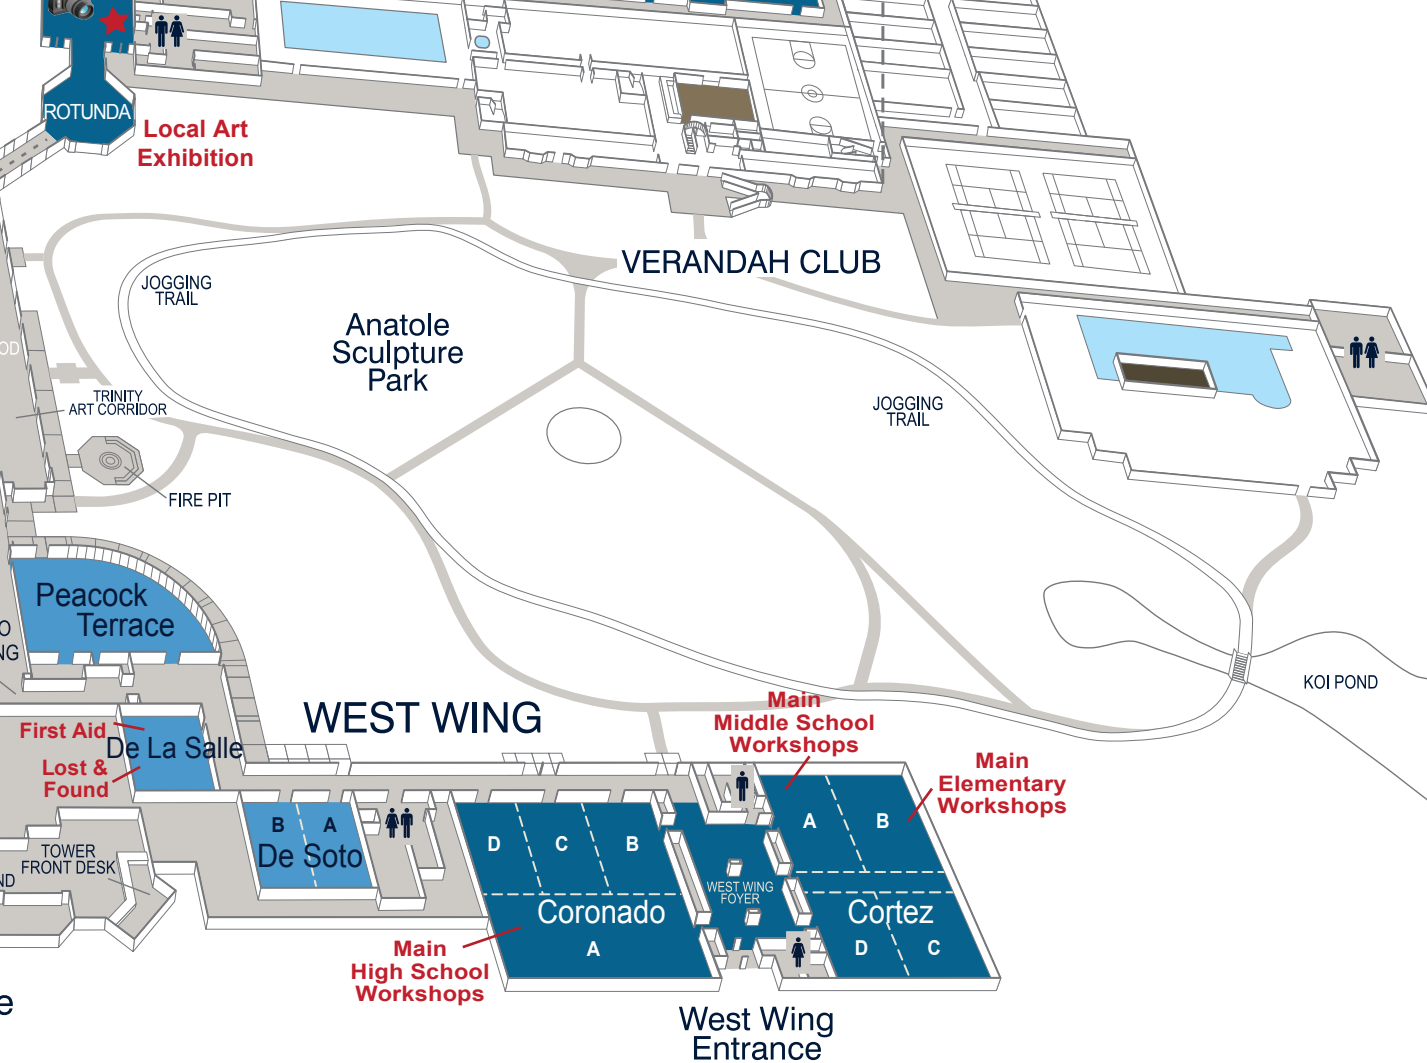 ROTUNDA
Local Art
Exhibition
VERANDAH CLUB
JOGGING
TRAIL
Anatole
Sculpture
Park
TRINITY
ART CORRIDOR
JOGGING
TRAIL
FIRE PIT
Peacock
Terrace
KOI POND
WEST WING
First Aid
De La Salle
Lost &
Found
Main
Middle School
Workshops
Main
Elementary
Workshops
B A
De Soto
D C B
A B
TOWER
FRONT DESK
WEST WING
FOYER
Coronado
A
Cortez
D C
Main
High School
Workshops
West Wing
Entrance